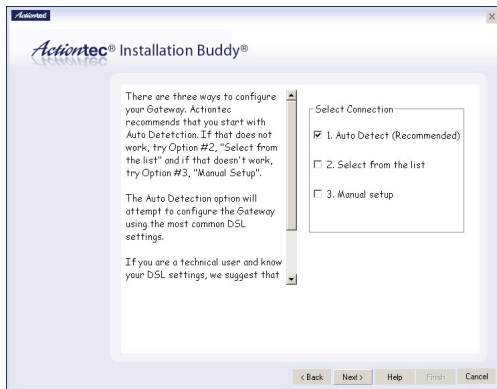 Actiontec
X
Actiontec® Installation Buddy®
There are three ways to configure
your Gateway. Actiontec
recommends that you start with
Auto Detetction. If that does not
work, try Option #2, "Select from
the list" and if that doesn't work,
try Option #3, "Manual Setup".
The Auto Detection option will
attempt to configure the Gateway
using the most common DSL
settings.
If you are a technical user and know
your DSL settings, we suggest that
Select Connection
1. Auto Detect (Recommended)
2. Select from the list
3. Manual setup
< Back Next > Help Finish Cancel